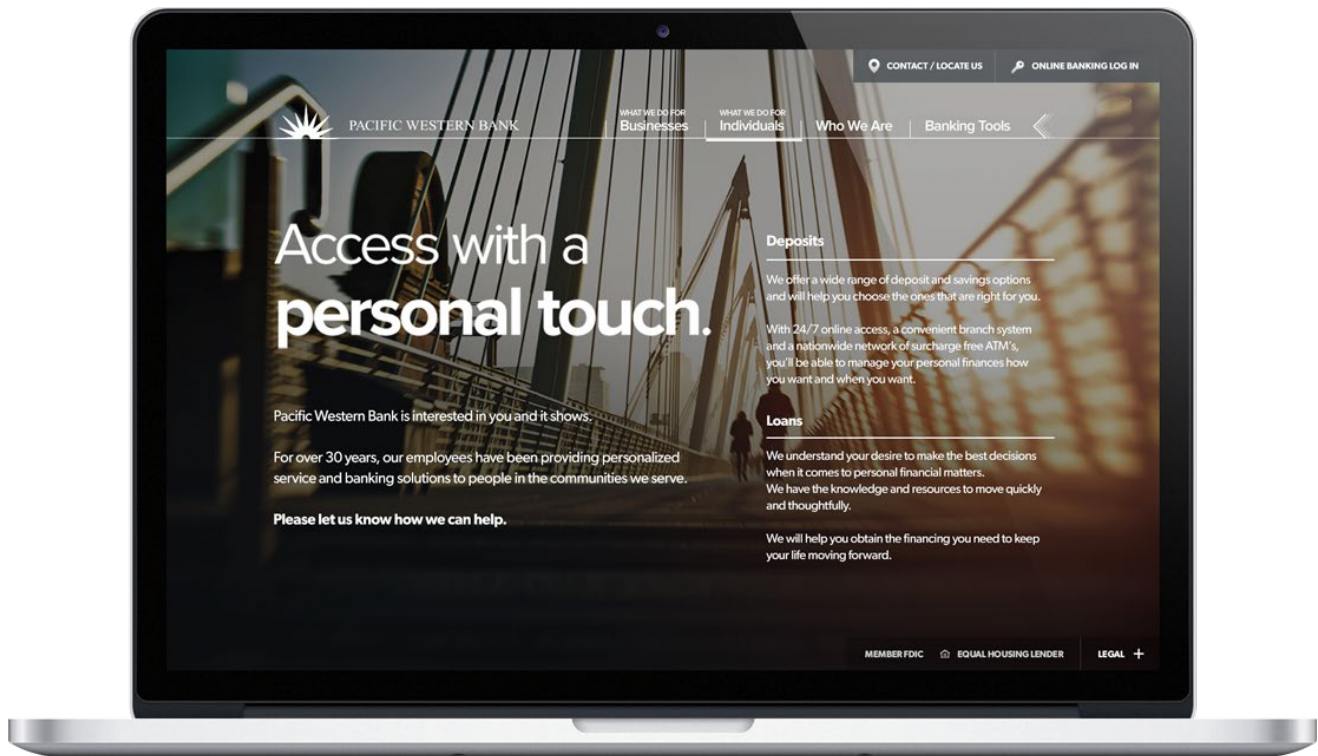 CONTACT / LOCATE US
ONLINE BANKING LOG IN
PACIFIC WESTERN BANK
WHAT WE DO FOR
Businesses
WHAT WE DO FOR
Individuals
Who We Are
Banking Tools
Access with a
personal touch.
Pacific Western Bank is interested in you and it shows.
For over 30 years, our employees have been providing personalized
service and banking solutions to people in the communities we serve.
Please let us know how we can help.
Deposits
We offer a wide range of deposit and savings options
and will help you choose the ones that are right for you.
With 24/7 online access, a convenient branch system
and a nationwide network of surcharge free ATM's,
you'll be able to manage your personal finances how
you want and when you want.
Loans
We understand your desire to make the best decisions
when it comes to personal financial matters.
We have the knowledge and resources to move quickly
and thoughtfully.
We will help you obtain the financing you need to keep
your life moving forward.
MEMBER FDIC
EQUAL HOUSING LENDER
LEGAL +